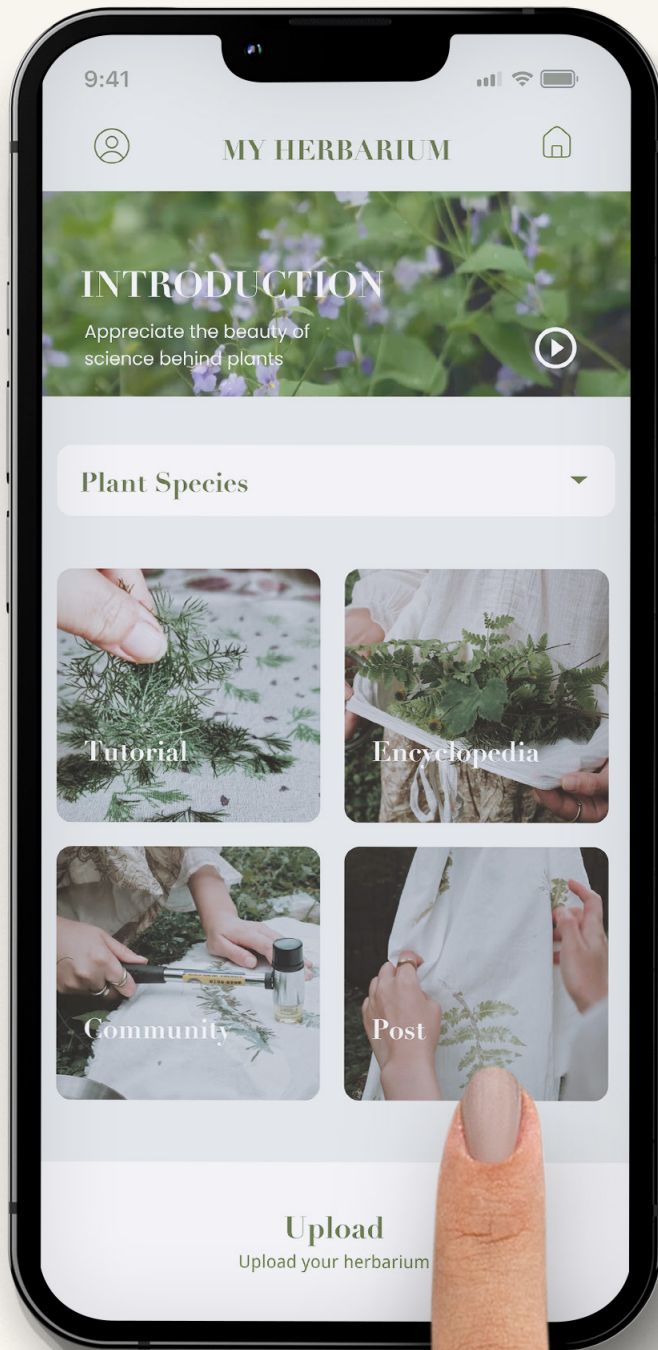 9:41
MY HERBARIUM
INTRODUCTION
Appreciate the beauty of
science behind plants
Plant Species
Tutorial
Encyclopedia
Community
Post
Upload
Upload your herbarium